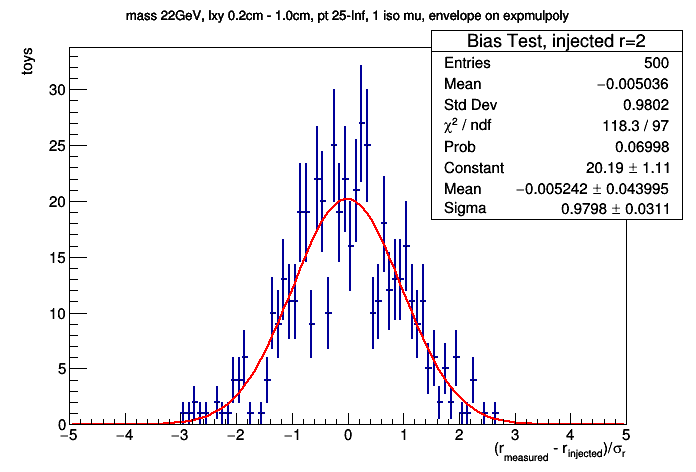 mass 22GeV, lxy 0.2cm - 1.0cm, pt 25-Inf, 1 iso mu, envelope on expmulpoly
Bias Test, injected r=2
Entries 500
Mean −0.005036
Std Dev 0.9802
χ² / ndf 118.3 / 97
Prob 0.06998
Constant 20.19 ± 1.11
Mean −0.005242 ± 0.043995
Sigma 0.9798 ± 0.0311
toys
30
25
20
15
10
5
0
−5 −4 −3 −2 −1 0 1 2 3 4 5
(r_measured - r_injected)/σ_r